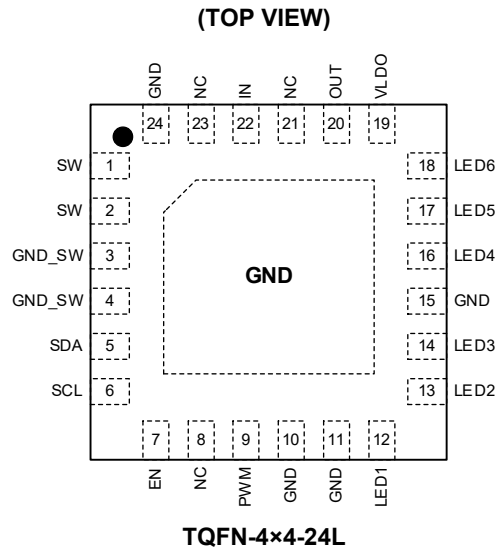 (TOP VIEW)
GND
NC
IN
NC
OUT
VLDO
24
23
22
21
20
19
SW
1
18
LED6
SW
2
17
LED5
GND_SW
3
16
LED4
GND
GND_SW
4
15
GND
SDA
5
14
LED3
SCL
6
13
LED2
7
8
9
10
11
12
EN
NC
PWM
GND
GND
LED1
TQFN-4×4-24L